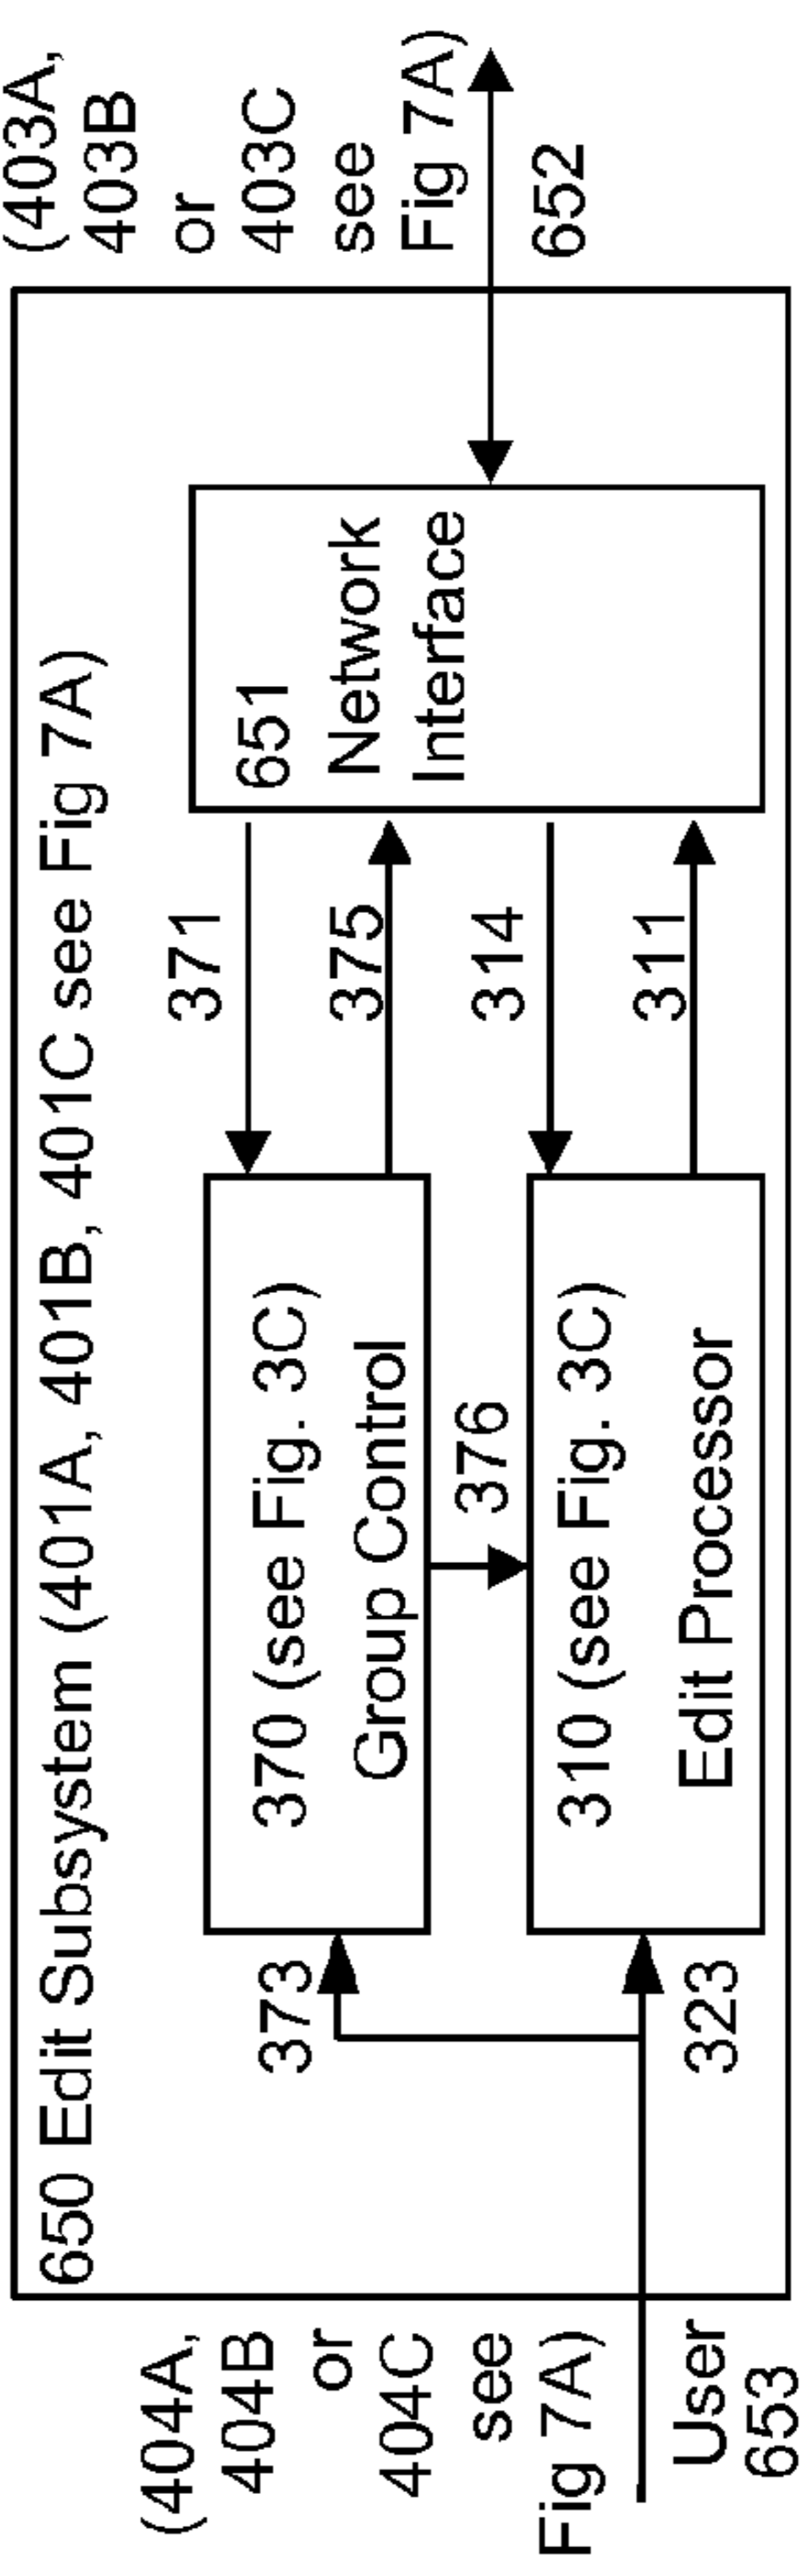 650 Edit Subsystem (401A, 401B, 401C see Fig 7A)
(404A,
404B
or
404C
see
Fig 7A)
User
653
373
323
370 (see Fig. 3C)
Group Control
376
310 (see Fig. 3C)
Edit Processor
371
375
314
311
651
Network
Interface
(403A,
403B
or
403C
see
Fig 7A)
652